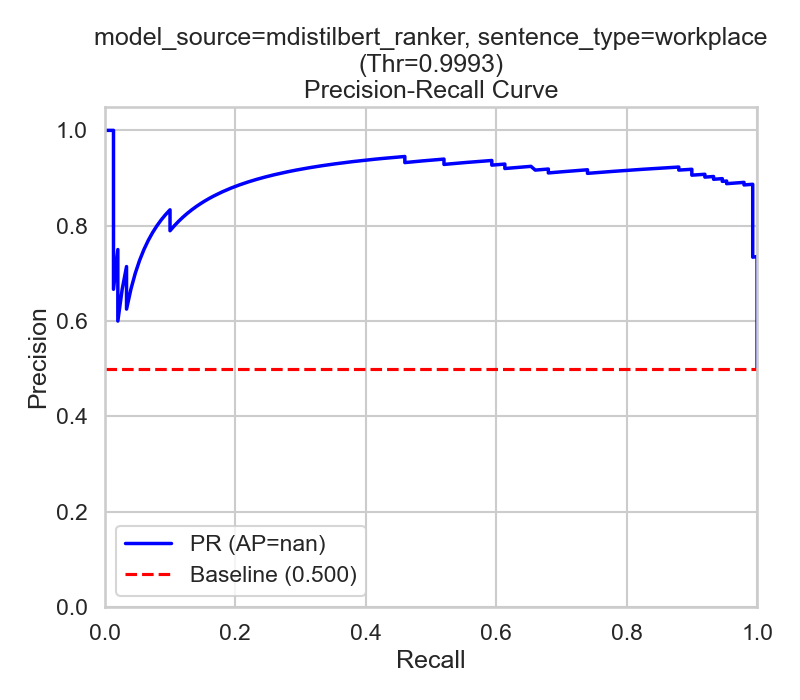 model_source=mdistilbert_ranker, sentence_type=workplace
(Thr=0.9993)
Precision-Recall Curve
1.0
0.8
0.6
0.4
0.2
0.0
Precision
PR (AP=nan)
Baseline (0.500)
0.0 0.2 0.4 0.6 0.8 1.0
Recall